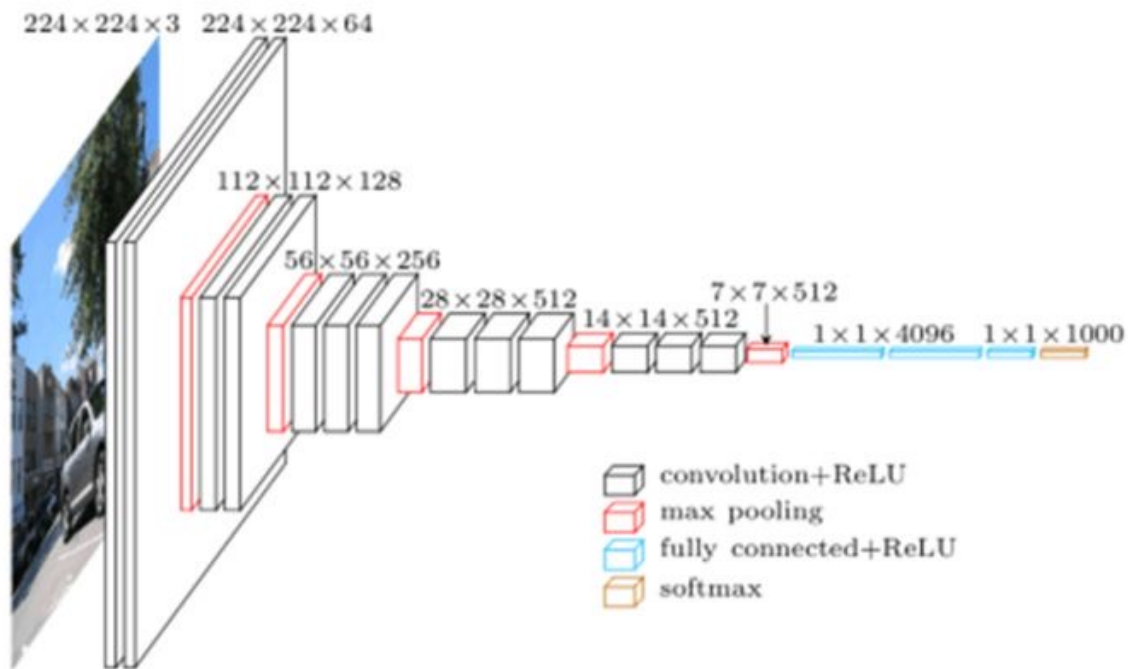 224×224×3
224×224×64
112×112×128
56×56×256
28×28×512
14×14×512
7×7×512
1×1×4096
1×1×1000
convolution+ReLU
max pooling
fully connected+ReLU
softmax